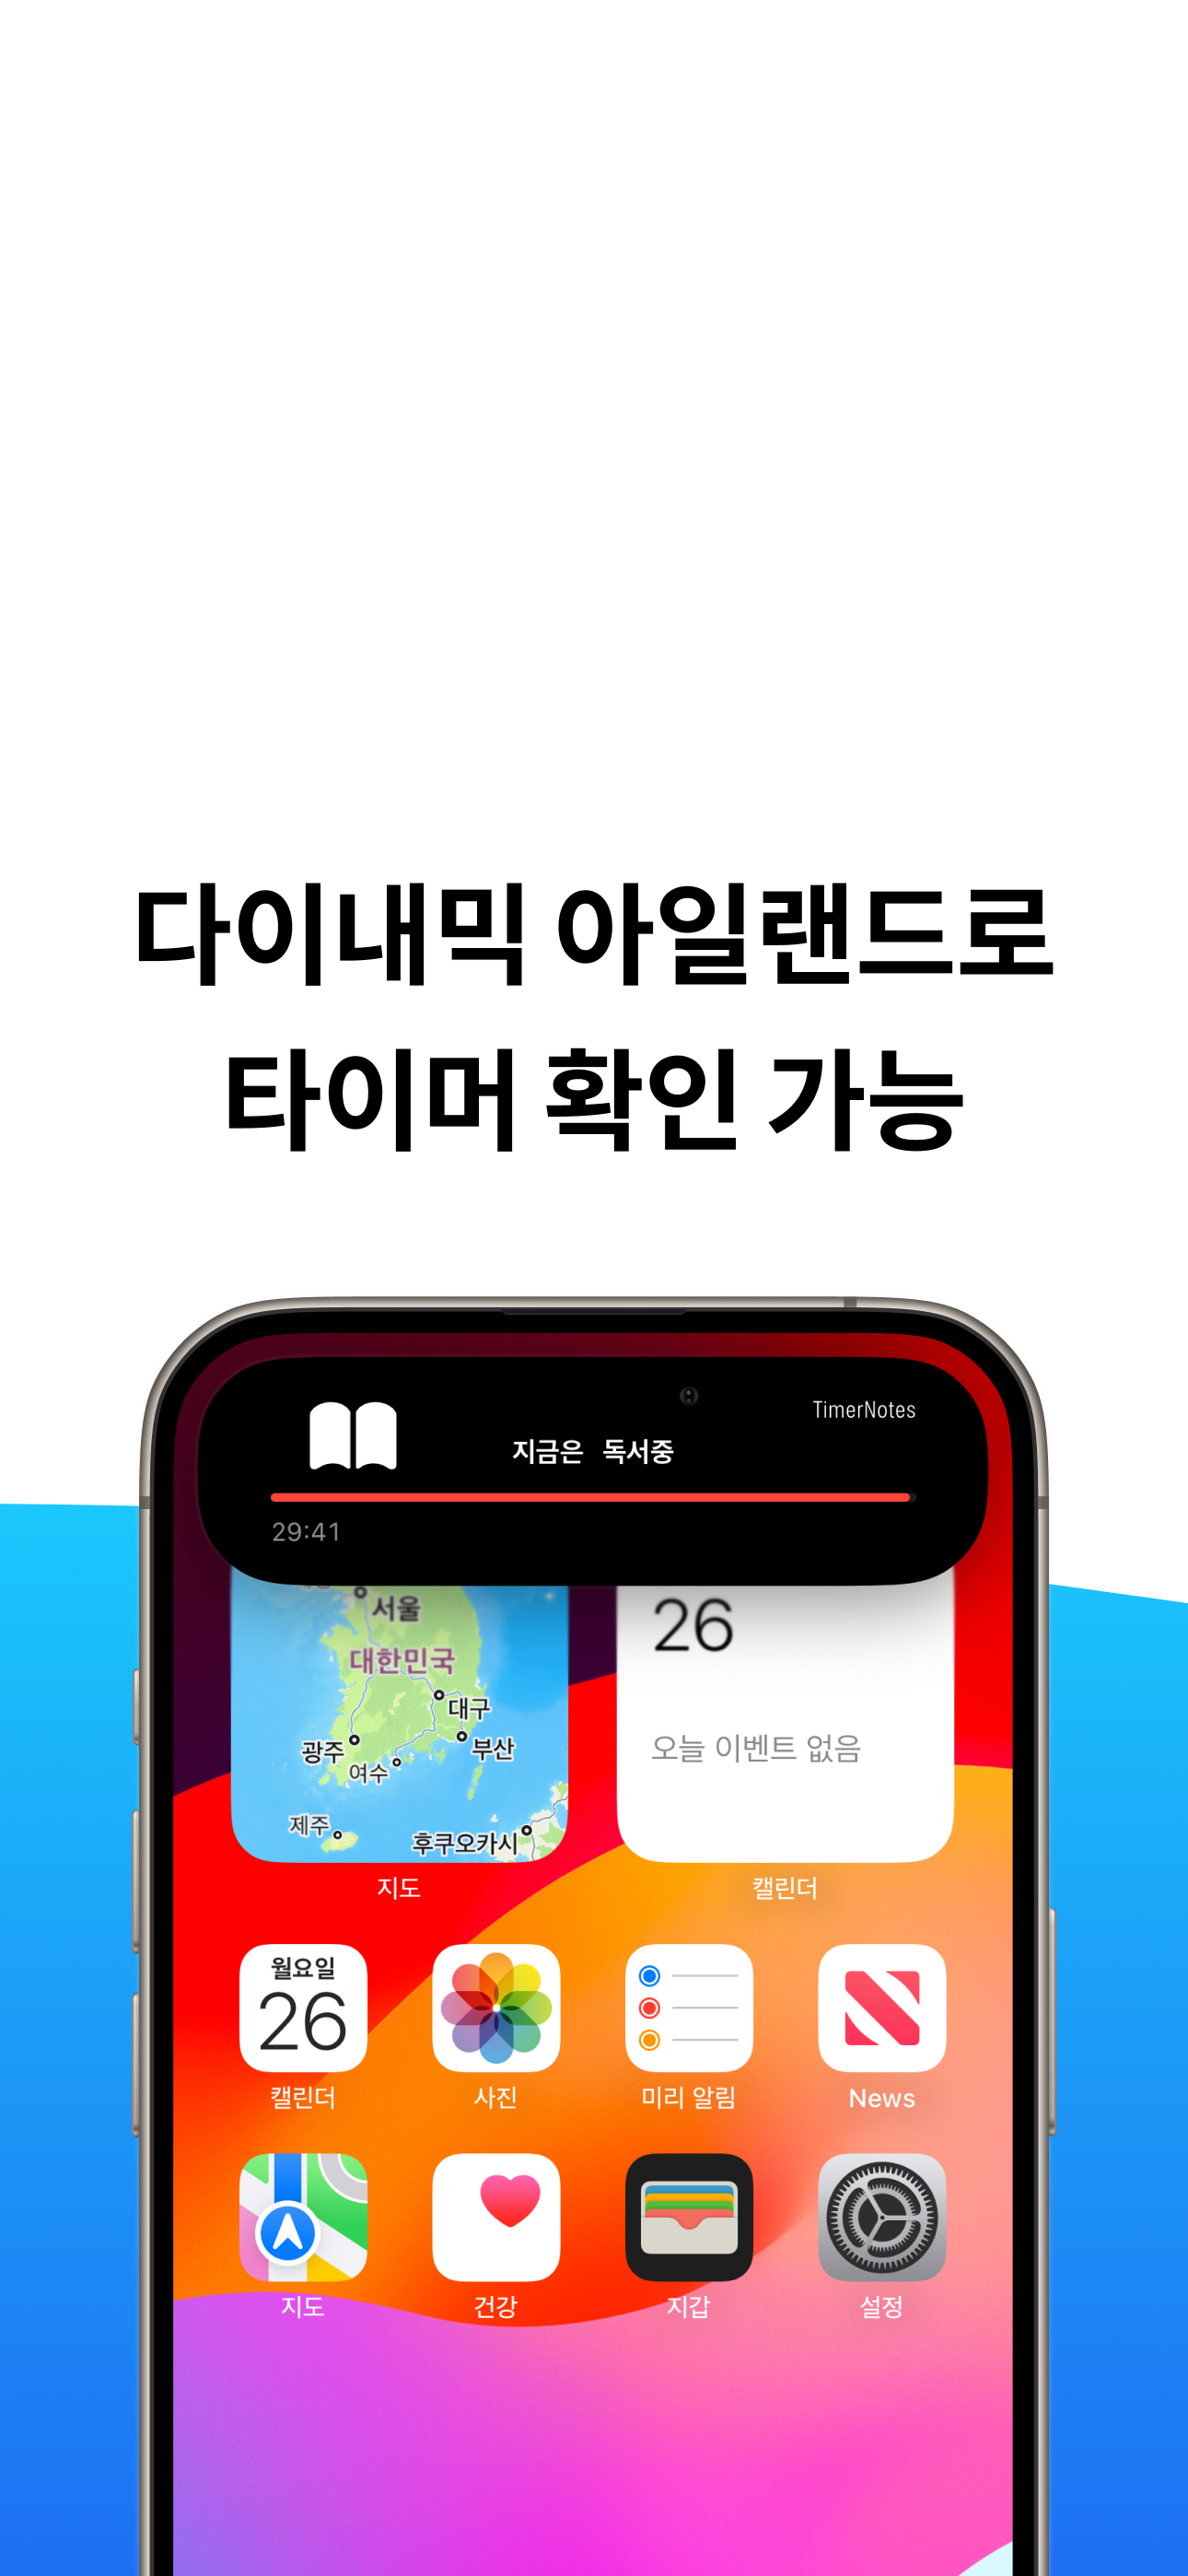 다이내믹 아일랜드로
타이머 확인 가능
TimerNotes
지금은 독서중
29:41
서울
대한민국
대구
광주
부산
여수
제주
후쿠오카시
26
오늘 이벤트 없음
지도
캘린더
월요일
26
캘린더
사진
미리 알림
News
지도
건강
지갑
설정